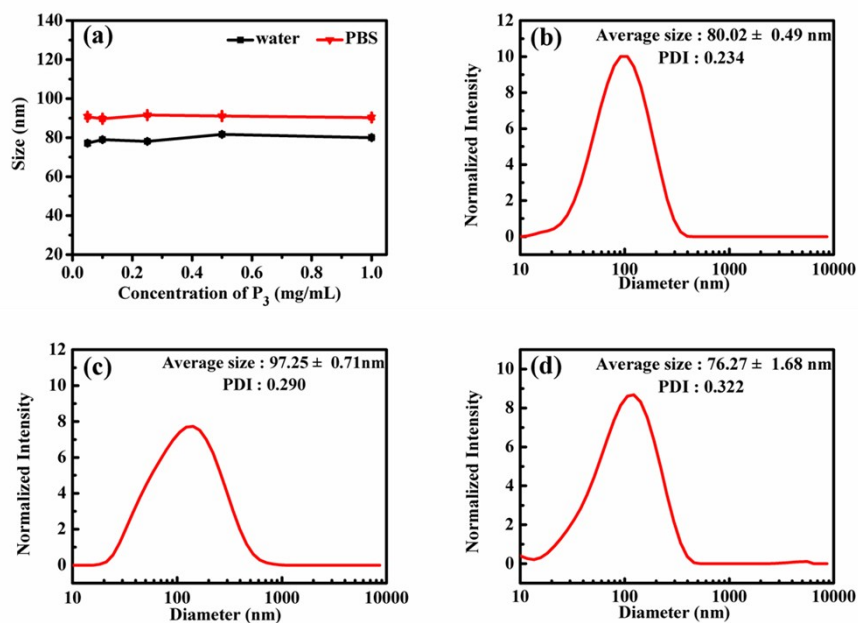 (a)
water
PBS
Size (nm)
140
120
100
80
60
40
20
0.0 0.2 0.4 0.6 0.8 1.0
Concentration of P3 (mg/mL)
(b)
Average size : 80.02 ± 0.49 nm
PDI : 0.234
Normalized Intensity
12
10
8
6
4
2
0
10 100 1000 10000
Diameter (nm)
(c)
Average size : 97.25 ± 0.71nm
PDI : 0.290
Normalized Intensity
12
10
8
6
4
2
0
10 100 1000 10000
Diameter (nm)
(d)
Average size : 76.27 ± 1.68 nm
PDI : 0.322
Normalized Intensity
10
8
6
4
2
0
10 100 1000 10000
Diameter (nm)